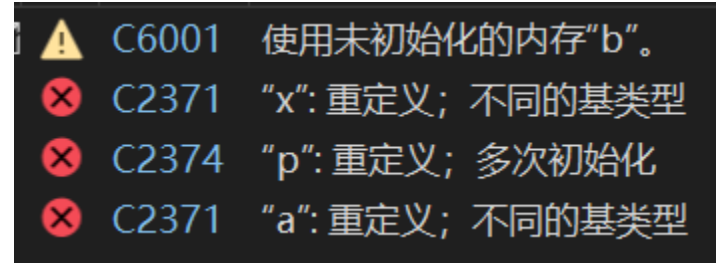 C6001 使用未初始化的内存“b”。
C2371 “x”: 重定义；不同的基类型
C2374 “p”: 重定义；多次初始化
C2371 “a”: 重定义；不同的基类型